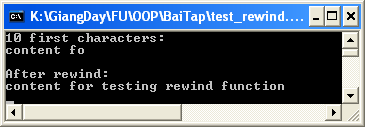 K:\GiangDay\FU\OOP\BaiTap\test_rewind....
10 first characters:
content fo
After rewind:
content for testing rewind function